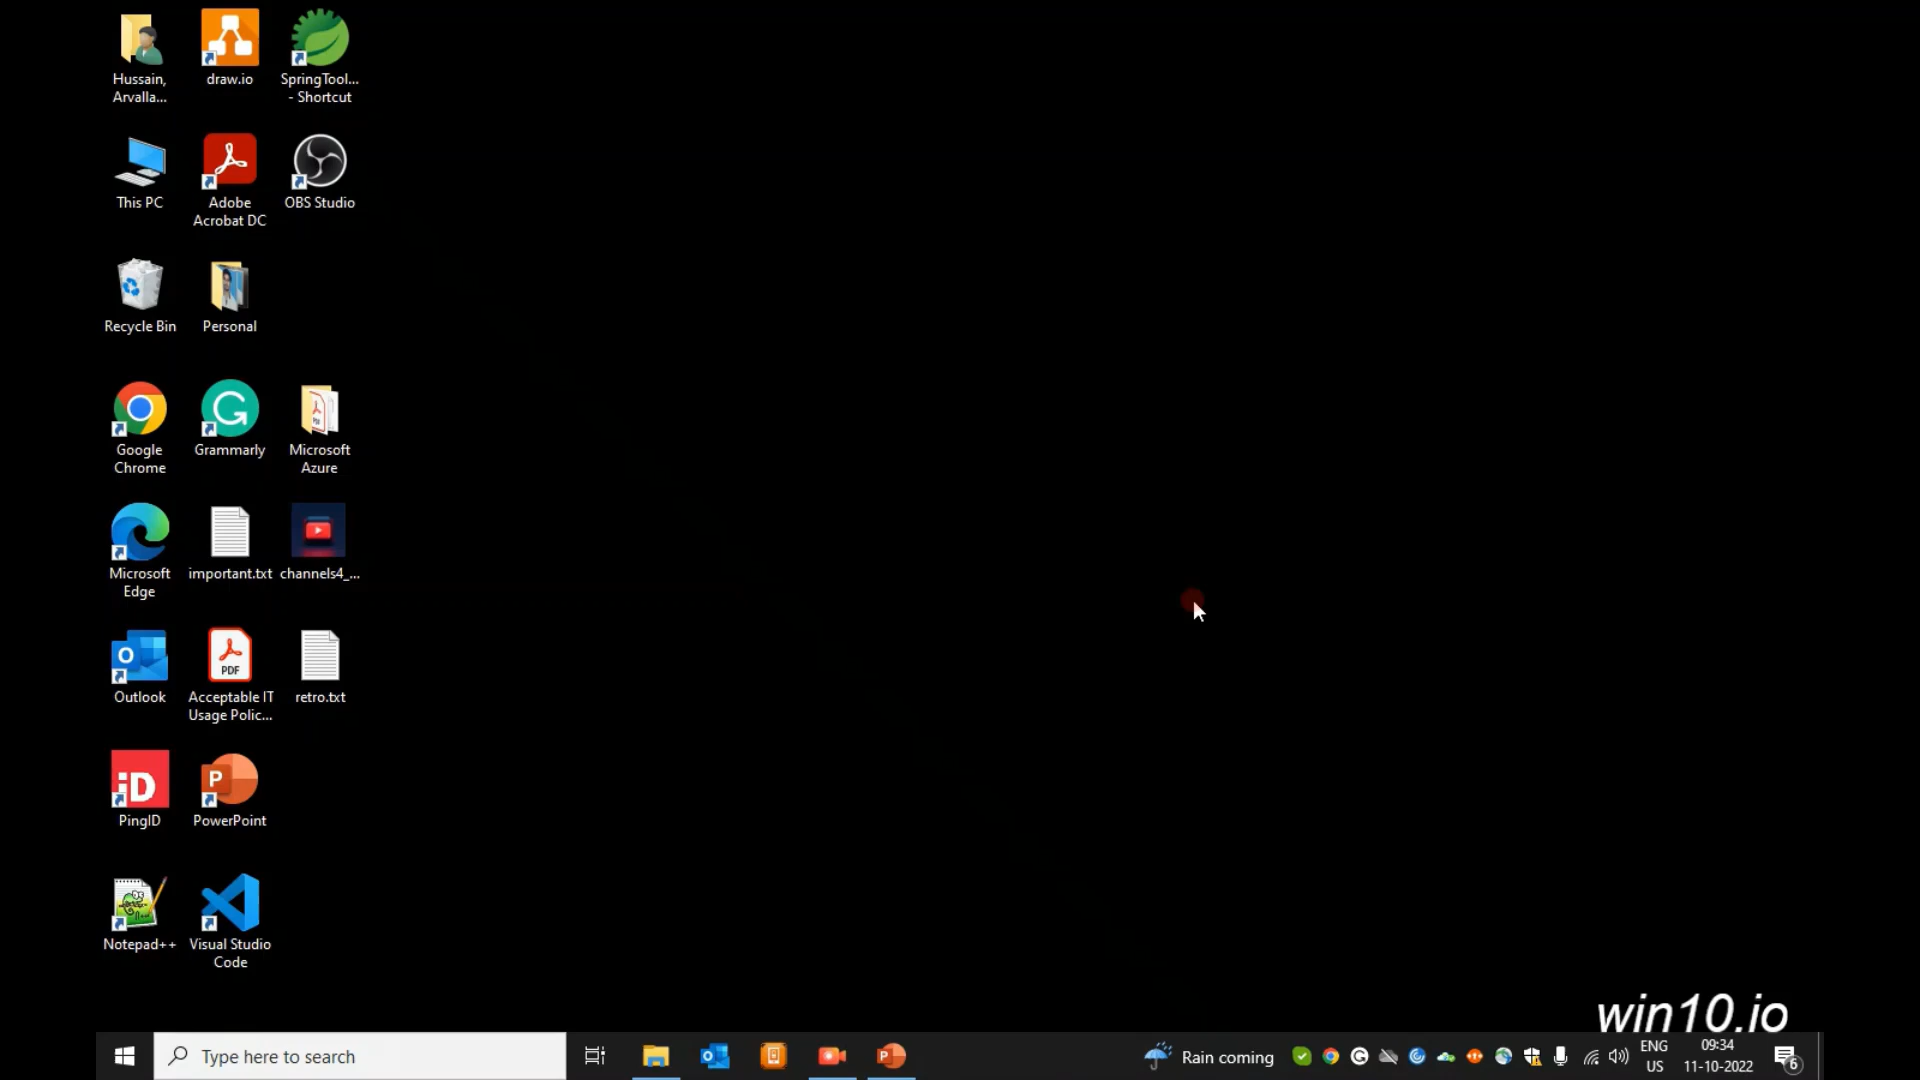 Hussain,
Arvalla...
draw.io
SpringTool...
- Shortcut
This PC
Adobe
Acrobat DC
OBS Studio
Recycle Bin
Personal
Google
Chrome
Grammarly
Microsoft
Azure
Microsoft
Edge
important.txt
channels4_...
Outlook
PDF
Acceptable IT
Usage Polic...
retro.txt
PingID
PowerPoint
Notepad++
Visual Studio
Code
win10.io
Type here to search
Rain coming
ENG
US
09:34
11-10-2022
6